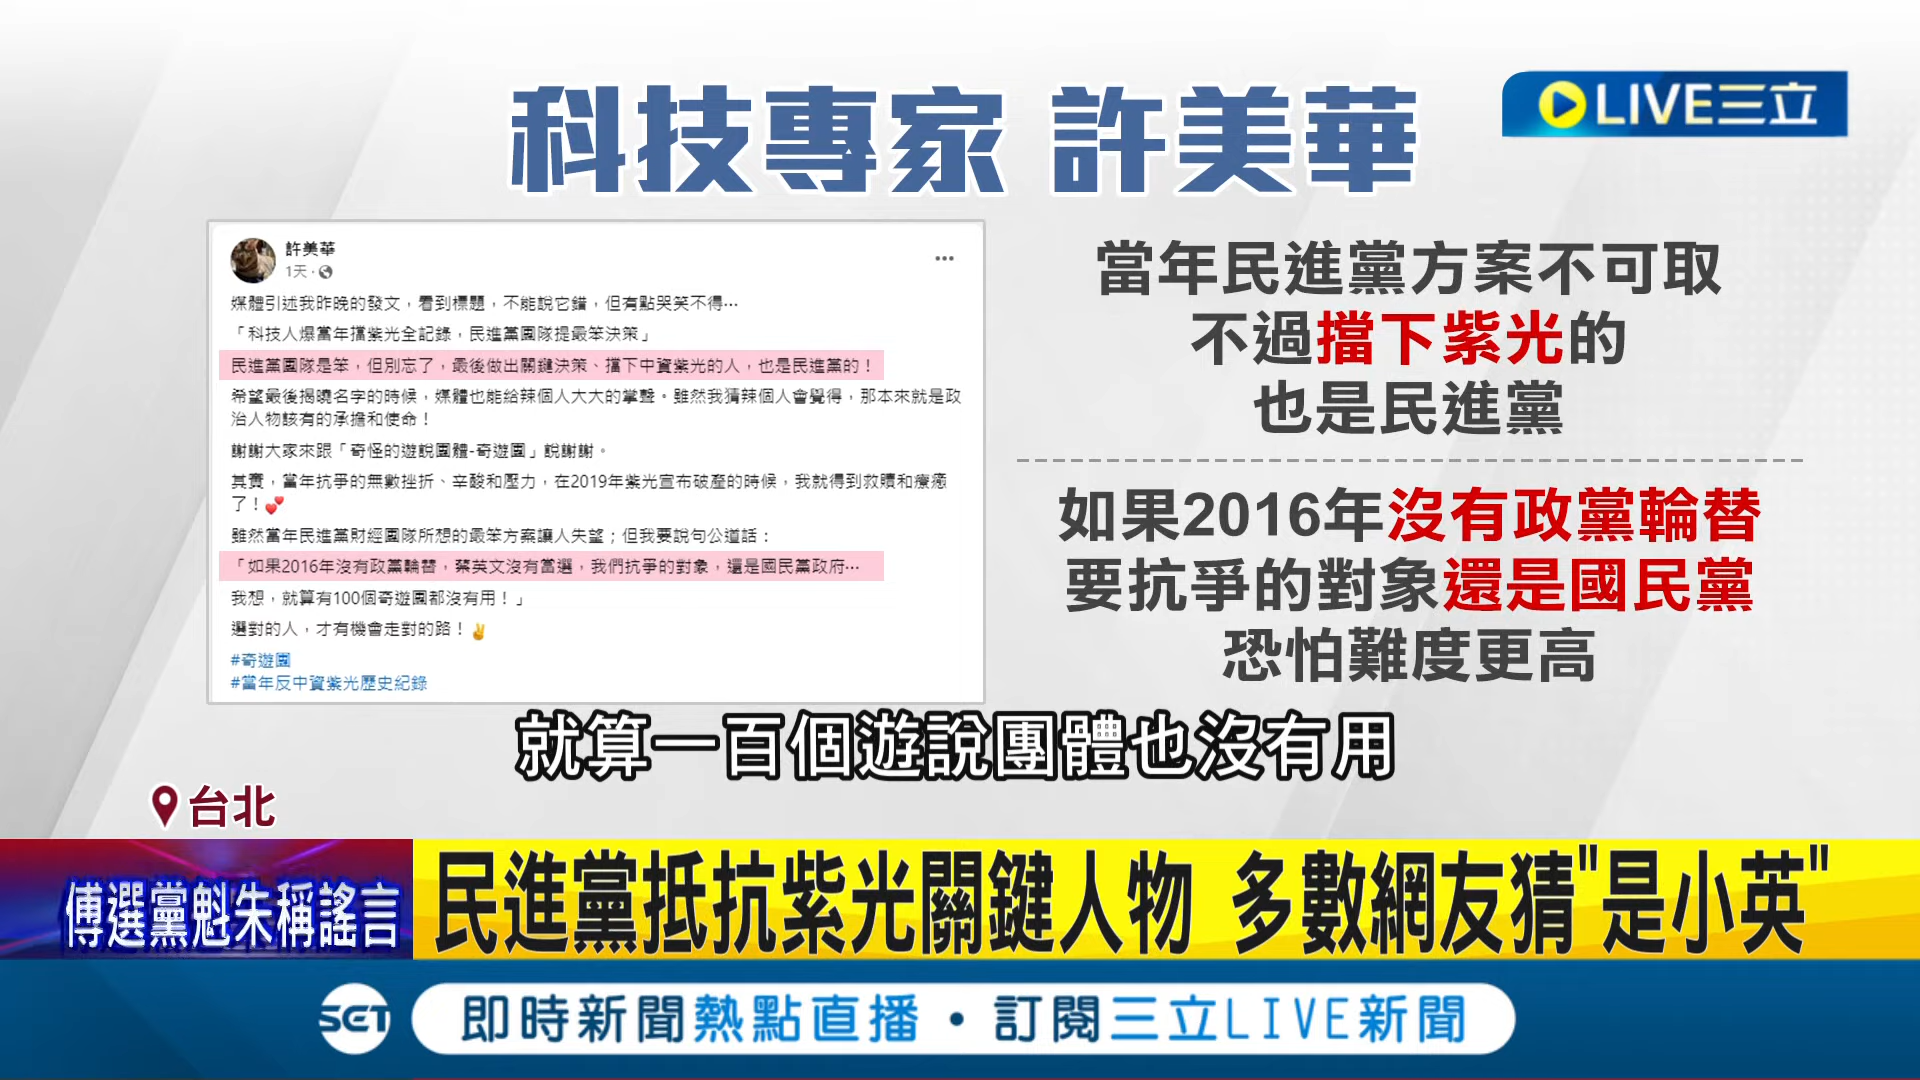 科技專家 許美華
LIVE三立
許美華
1天·
媒體引述我昨晚的發文，看到標題，不能說它錯，但有點哭笑不得…
「科技人爆當年擋紫光全記錄，民進黨團隊提最笨決策」
民進黨團隊是笨，但別忘了，最後做出關鍵決策、擋下中資紫光的人，也是民進黨的！
希望最後揭曉名字的時候，媒體也能給辣個人大大的掌聲。雖然我猜辣個人會覺得，那本來就是政
治人物該有的承擔和使命！
謝謝大家來跟「奇怪的遊說團體-奇遊團」說謝謝。
其實，當年抗爭的無數挫折、辛酸和壓力，在2019年紫光宣布破產的時候，我就得到救贖和療癒
了！💕
雖然當年民進黨財經團隊所想的最笨方案讓人失望；但我要說句公道話：
「如果2016年沒有政黨輪替，蔡英文沒有當選，我們抗爭的對象，還是國民黨政府…
我想，就算有100個奇遊團都沒有用！」
選對的人，才有機會走對的路！✌
#奇遊團
#當年反中資紫光歷史紀錄
當年民進黨方案不可取
不過擋下紫光的
也是民進黨
如果2016年沒有政黨輪替
要抗爭的對象還是國民黨
恐怕難度更高
就算一百個遊說團體也沒有用
台北
傅選黨魁朱稱謠言
民進黨抵抗紫光關鍵人物 多數網友猜"是小英"
SET
即時新聞熱點直播・訂閱三立LIVE新聞